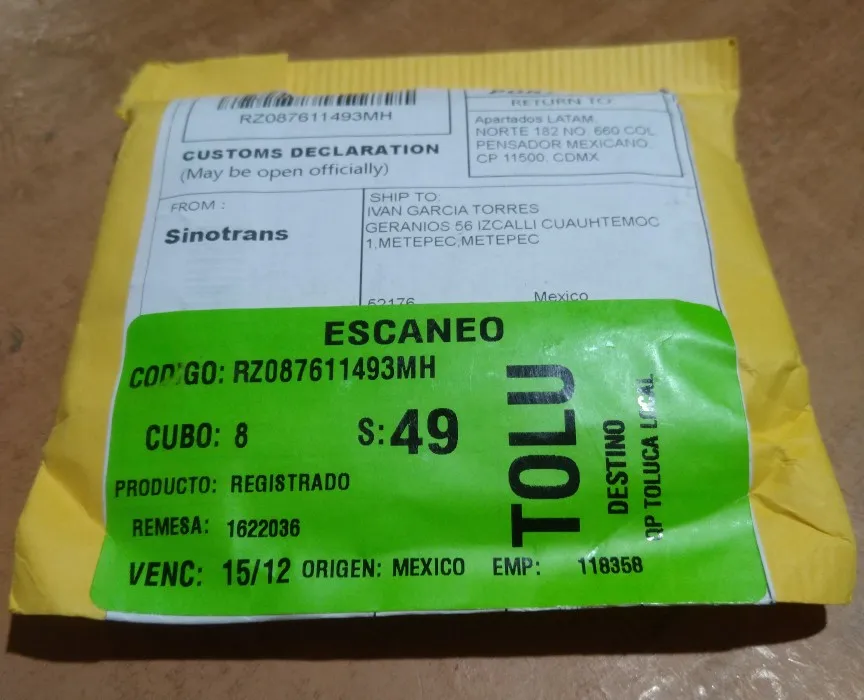 RZ087611493MH
CUSTOMS DECLARATION
(May be open officially)
RETURN TO
Apartados LATAM.
NORTE 182 NO. 660 COL
PENSADOR MEXICANO.
CP 11500, CDMX
FROM :
Sinotrans
SHIP TO:
IVAN GARCIA TORRES
GERANIOS 56 IZCALLI CUAUHTEMOC
1,METEPEC,METEPEC
52176
Mexico
ESCANEO
CODIGO: RZ087611493MH
CUBO: 8
S: 49
PRODUCTO: REGISTRADO
REMESA: 1622036
VENC: 15/12 ORIGEN: MEXICO EMP: 118358
TOLU
DESTINO
OP TOLUCA LOCAL